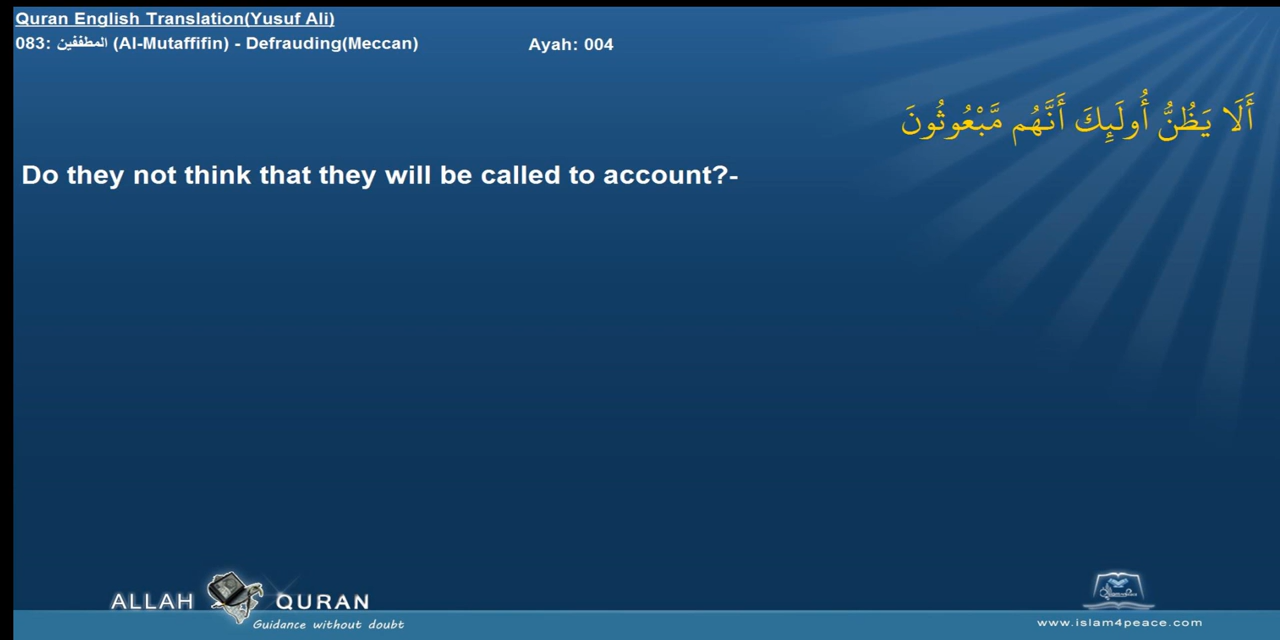 Quran English Translation(Yusuf Ali)
083: المطففين (Al-Mutaffifin) - Defrauding(Meccan) Ayah: 004
أَلَا يَظُنُّ أُولَٰئِكَ أَنَّهُم مَّبْعُوثُونَ
Do they not think that they will be called to account?-
ALLAH QURAN
Guidance without doubt
www.islam4peace.com